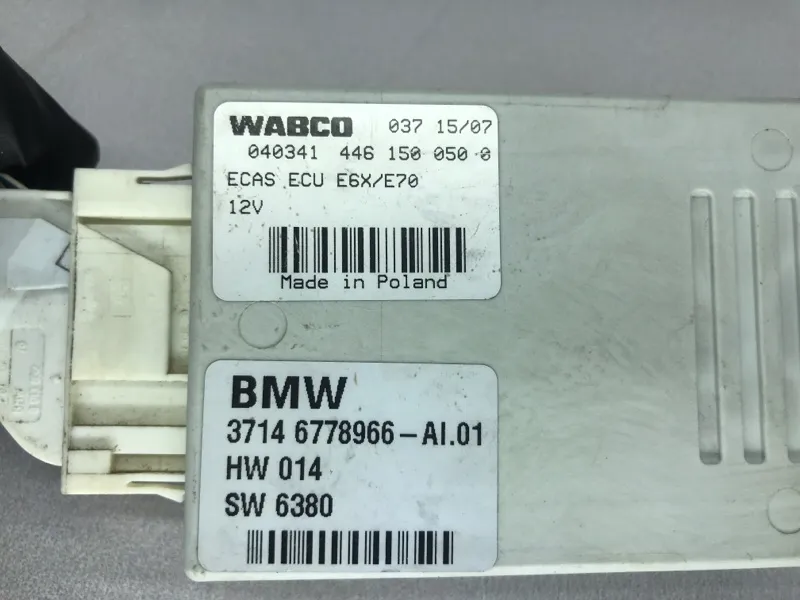 WABCO 037 15/07
040341 446 150 050 0
ECAS ECU E6X/E70
12V
Made in Poland
BMW
3714 6778966-AI.01
HW 014
SW 6380